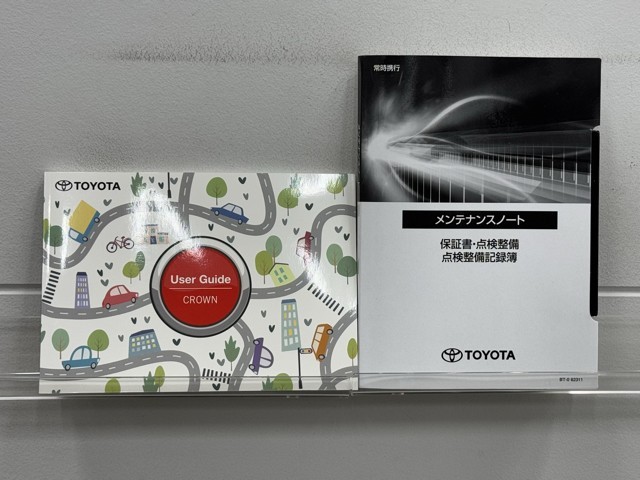 TOYOTA
User Guide
CROWN
常時携行
メンテナンスノート
保証書・点検整備
点検整備記録簿
TOYOTA